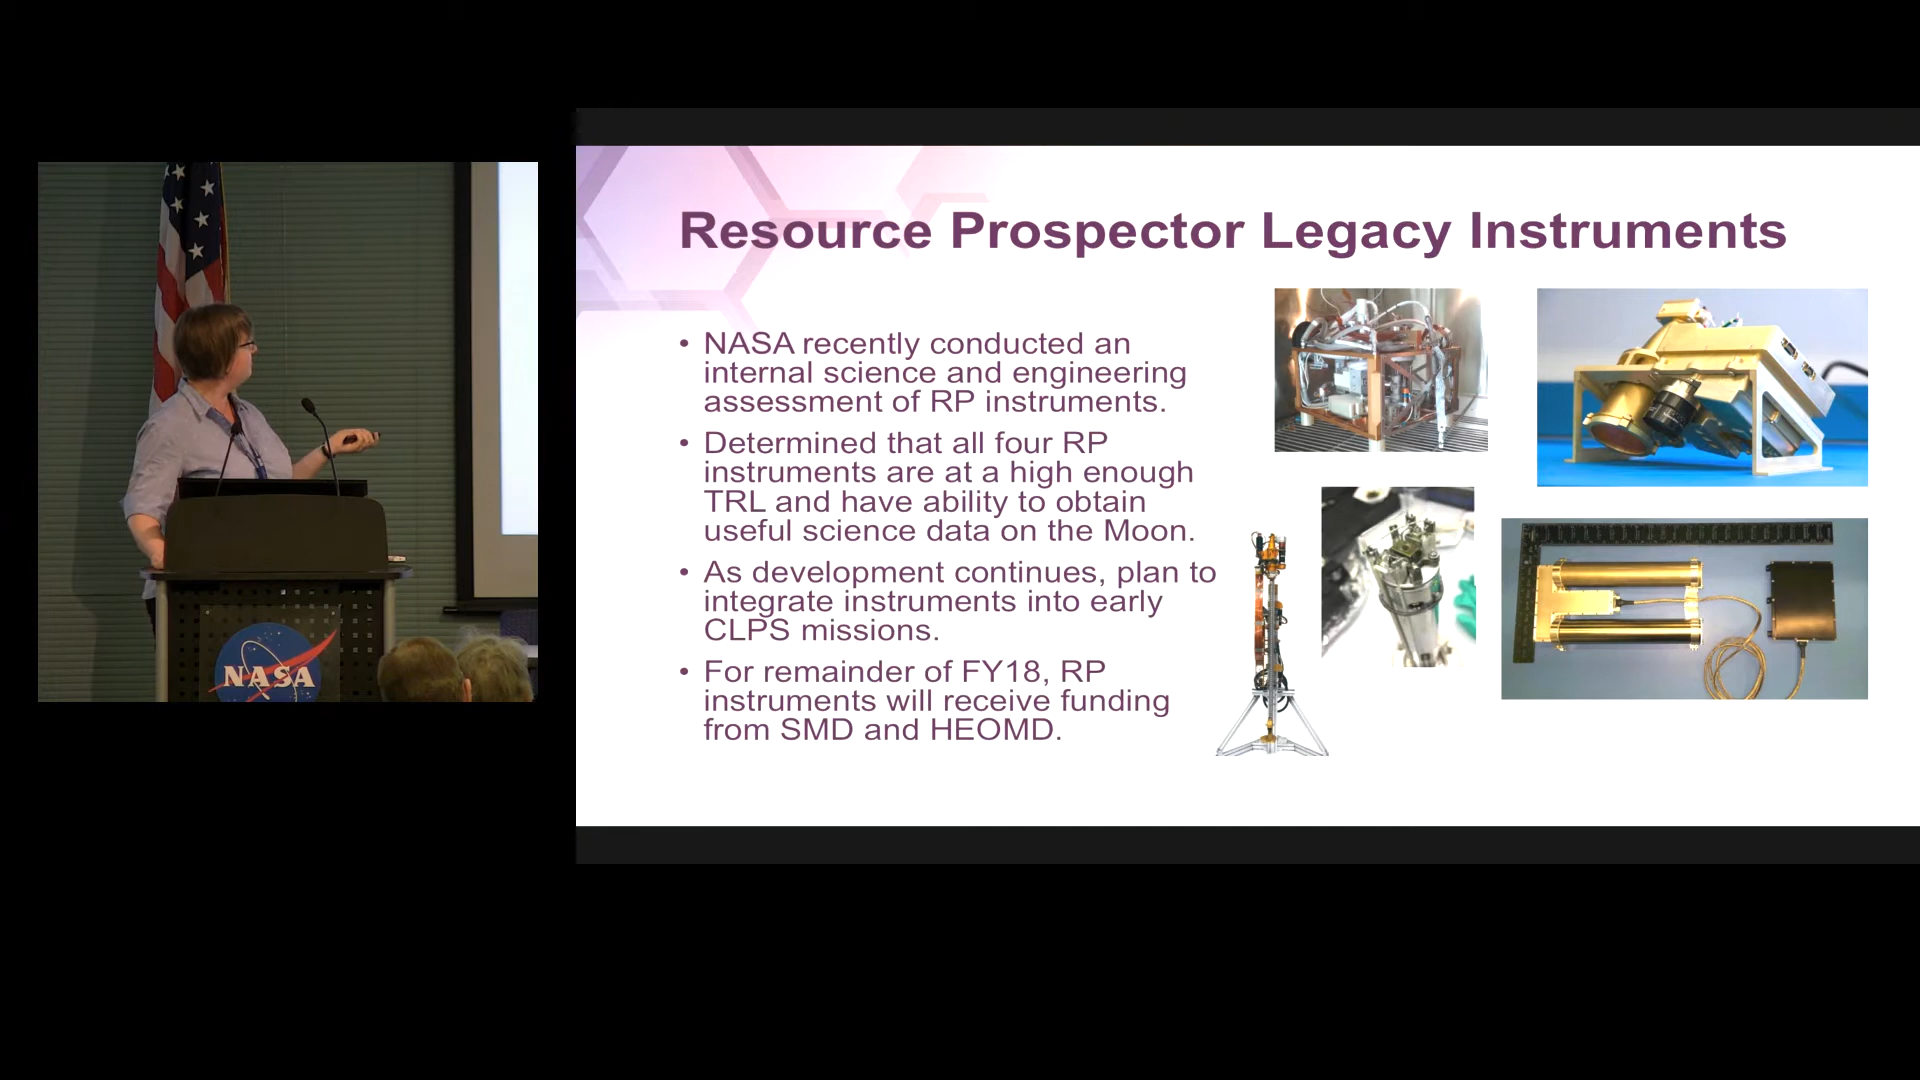 Resource Prospector Legacy Instruments
• NASA recently conducted an
internal science and engineering
assessment of RP instruments.
• Determined that all four RP
instruments are at a high enough
TRL and have ability to obtain
useful science data on the Moon.
• As development continues, plan to
integrate instruments into early
CLPS missions.
• For remainder of FY18, RP
instruments will receive funding
from SMD and HEOMD.
NASA